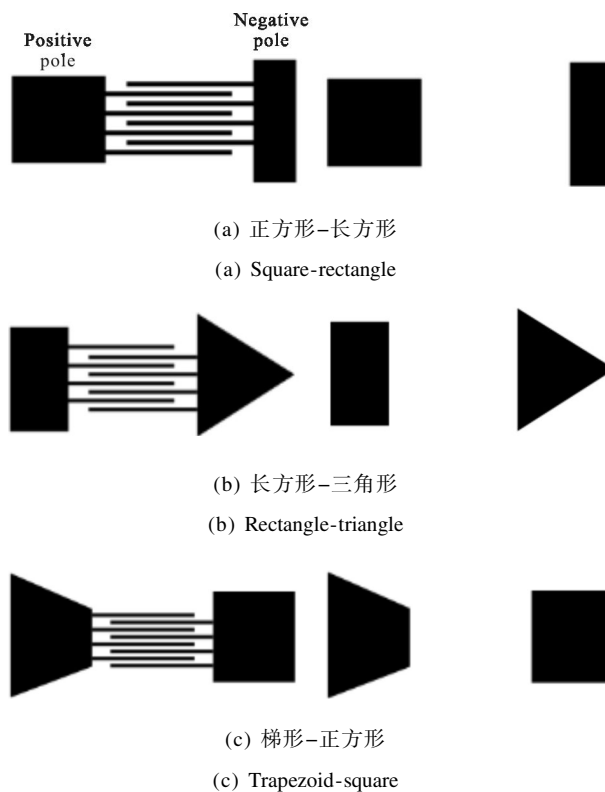 Positive
pole
Negative
pole
(a) 正方形–长方形
(a) Square-rectangle
(b) 长方形–三角形
(b) Rectangle-triangle
(c) 梯形–正方形
(c) Trapezoid-square